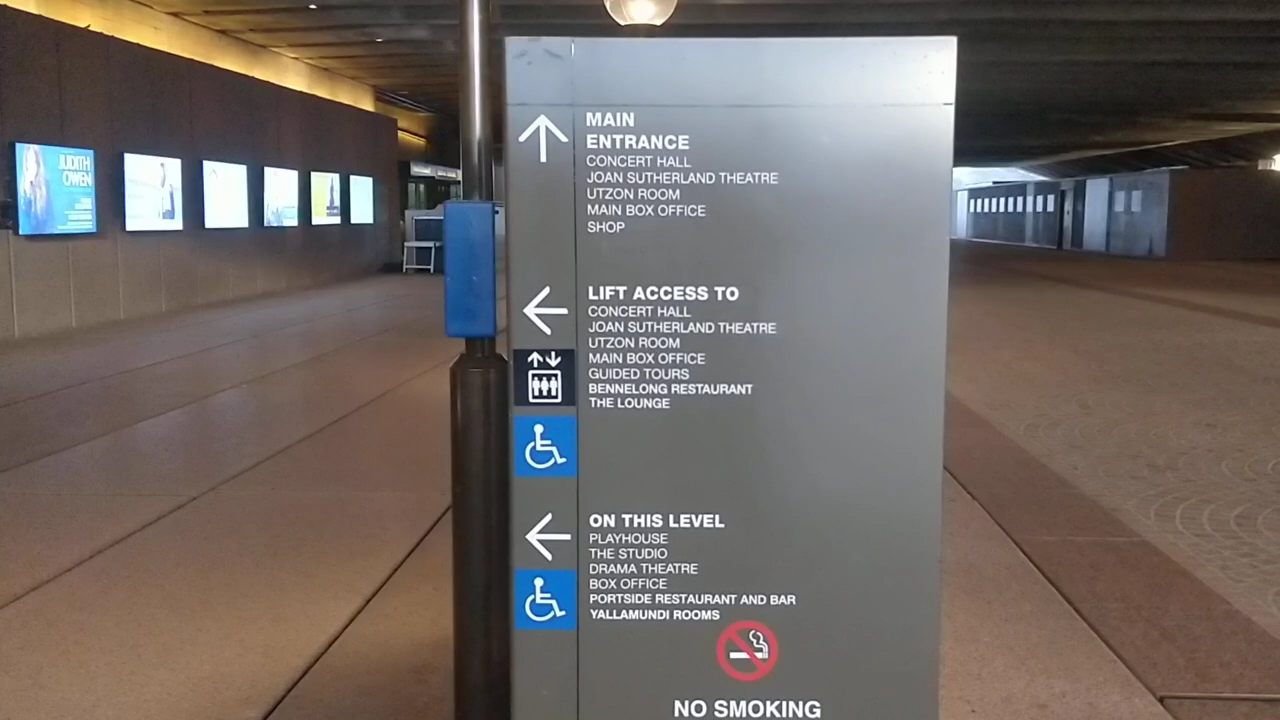 JUDITH
OWEN
MAIN
ENTRANCE
CONCERT HALL
JOAN SUTHERLAND THEATRE
UTZON ROOM
MAIN BOX OFFICE
SHOP
LIFT ACCESS TO
CONCERT HALL
JOAN SUTHERLAND THEATRE
UTZON ROOM
MAIN BOX OFFICE
GUIDED TOURS
BENNELONG RESTAURANT
THE LOUNGE
ON THIS LEVEL
PLAYHOUSE
THE STUDIO
DRAMA THEATRE
BOX OFFICE
PORTSIDE RESTAURANT AND BAR
YALLAMUNDI ROOMS
NO SMOKING